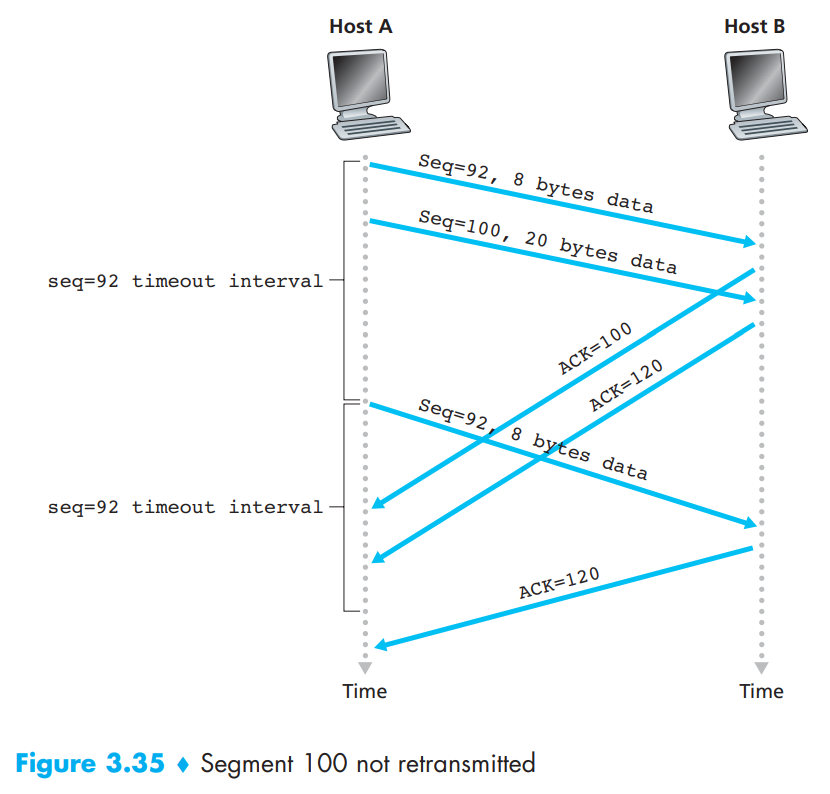 Host A
Host B
Seq=92, 8 bytes data
Seq=100, 20 bytes data
seq=92 timeout interval
ACK=100
ACK=120
Seq=92, 8 bytes data
seq=92 timeout interval
ACK=120
Time
Time
Figure 3.35 ♦ Segment 100 not retransmitted